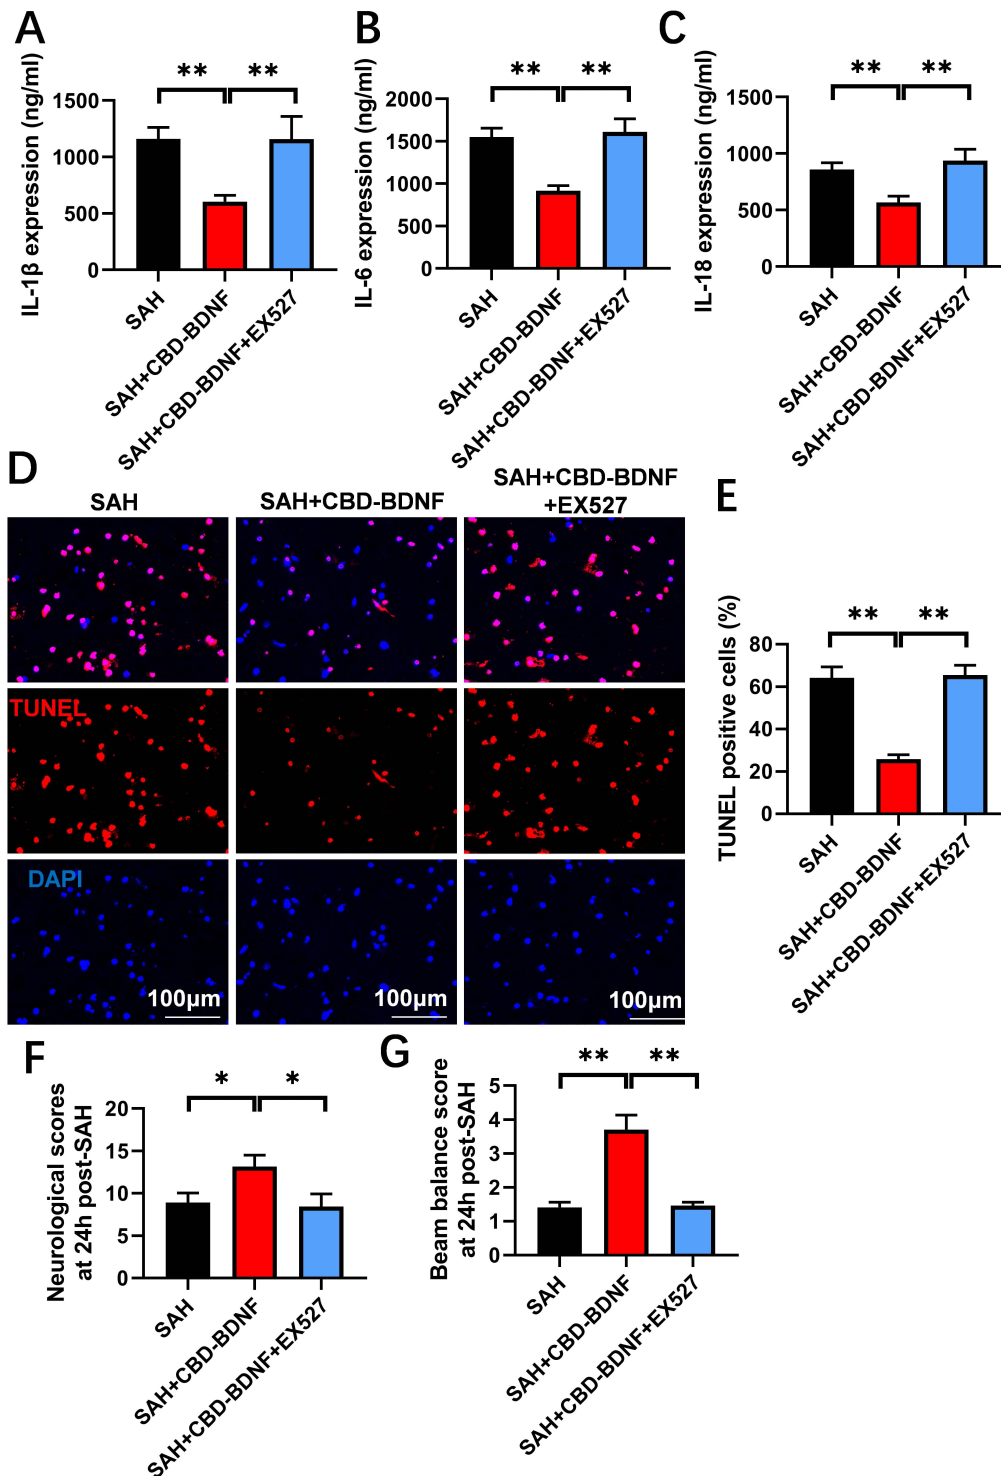 A
IL-1β expression (ng/ml)
** **
1500
1000
500
0
SAH
SAH+CBD-BDNF
SAH+CBD-BDNF+EX527
B
IL-6 expression (ng/ml)
** **
2000
1500
1000
500
0
SAH
SAH+CBD-BDNF
SAH+CBD-BDNF+EX527
C
IL-18 expression (ng/ml)
** **
1500
1000
500
0
SAH
SAH+CBD-BDNF
SAH+CBD-BDNF+EX527
D
SAH
SAH+CBD-BDNF
SAH+CBD-BDNF
+EX527
TUNEL
DAPI
100μm
100μm
100μm
E
TUNEL positive cells (%)
** **
80
60
40
20
0
SAH
SAH+CBD-BDNF
SAH+CBD-BDNF+EX527
F
Neurological scores
at 24h post-SAH
* *
20
15
10
5
0
SAH
SAH+CBD-BDNF
SAH+CBD-BDNF+EX527
G
Beam balance score
at 24h post-SAH
** **
5
4
3
2
1
0
SAH
SAH+CBD-BDNF
SAH+CBD-BDNF+EX527